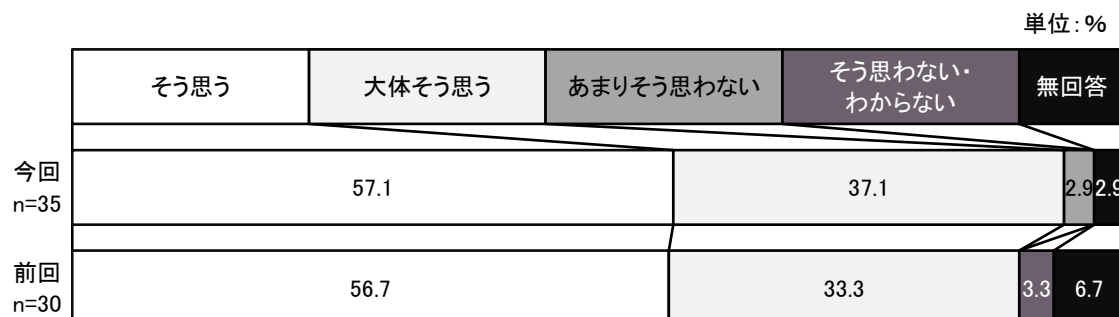 単位：％
そう思う
大体そう思う
あまりそう思わない
そう思わない・
わからない
無回答
今回
n=35
57.1
37.1
2.9
2.9
前回
n=30
56.7
33.3
3.3
6.7